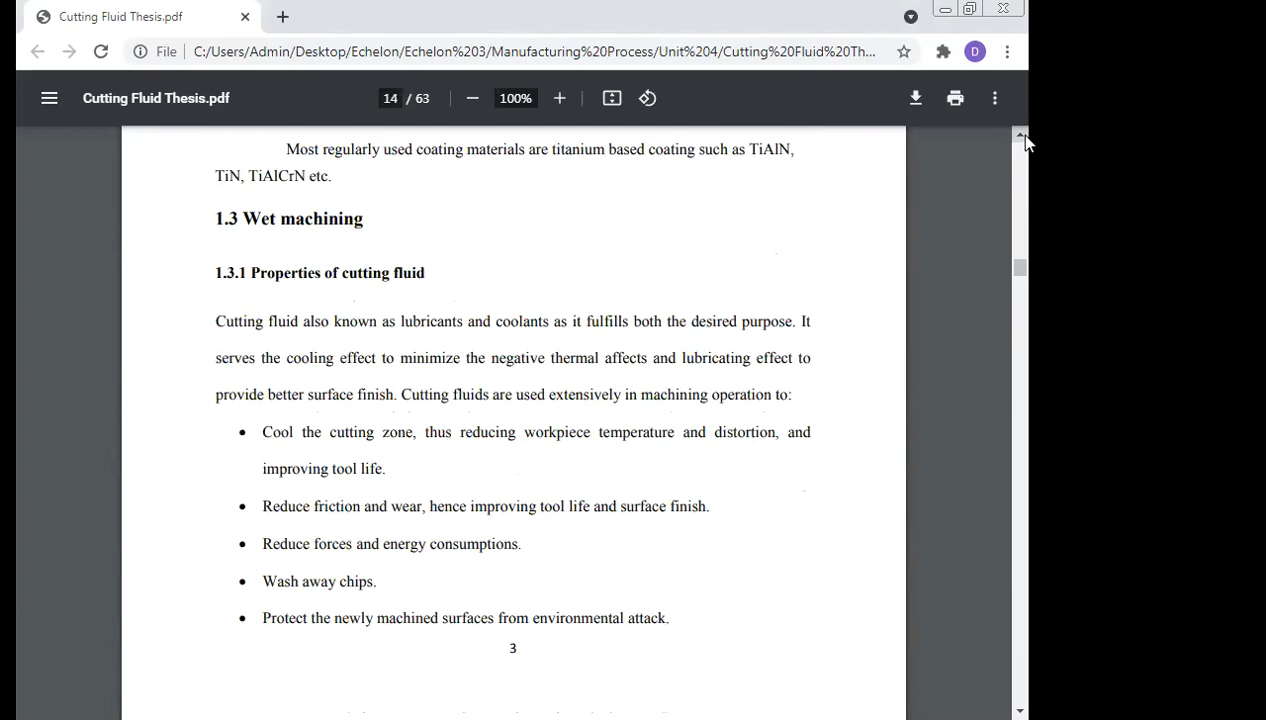 Cutting Fluid Thesis.pdf
File C:/Users/Admin/Desktop/Echelon/Echelon%203/Manufacturing%20Process/Unit%204/Cutting%20Fluid%20Th... D
Cutting Fluid Thesis.pdf 14 / 63 100%
Most regularly used coating materials are titanium based coating such as TiAlN,
TiN, TiAlCrN etc.
1.3 Wet machining
1.3.1 Properties of cutting fluid
Cutting fluid also known as lubricants and coolants as it fulfills both the desired purpose. It
serves the cooling effect to minimize the negative thermal affects and lubricating effect to
provide better surface finish. Cutting fluids are used extensively in machining operation to:
• Cool the cutting zone, thus reducing workpiece temperature and distortion, and
improving tool life.
• Reduce friction and wear, hence improving tool life and surface finish.
• Reduce forces and energy consumptions.
• Wash away chips.
• Protect the newly machined surfaces from environmental attack.
3